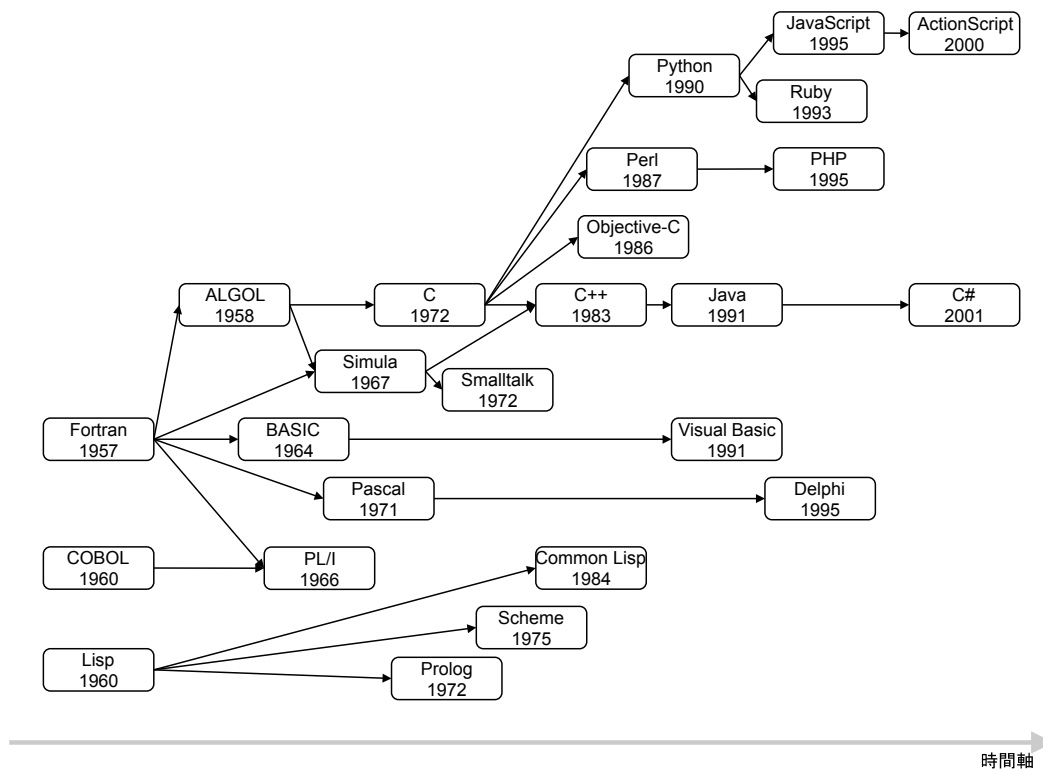 JavaScript
1995
ActionScript
2000
Python
1990
Ruby
1993
Perl
1987
PHP
1995
Objective-C
1986
ALGOL
1958
C
1972
C++
1983
Java
1991
C#
2001
Simula
1967
Smalltalk
1972
Fortran
1957
BASIC
1964
Visual Basic
1991
Pascal
1971
Delphi
1995
COBOL
1960
PL/I
1966
Common Lisp
1984
Scheme
1975
Lisp
1960
Prolog
1972
時間軸